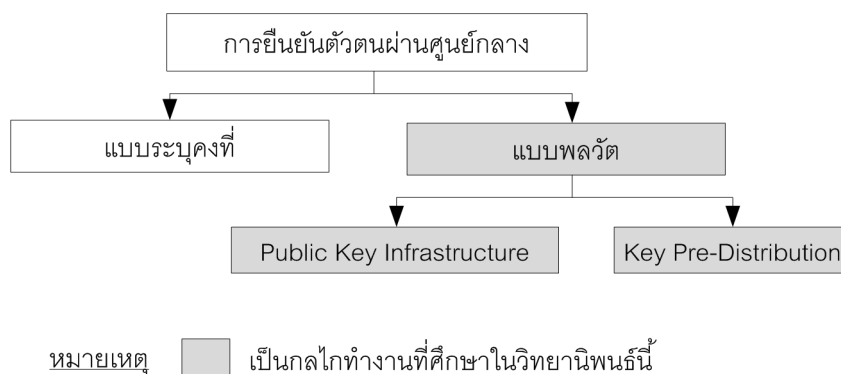 การยืนยันตัวตนผ่านศูนย์กลาง
แบบระบุคงที่
แบบพลวัต
Public Key Infrastructure
Key Pre-Distribution
หมายเหตุ เป็นกลไกทำงานที่ศึกษาในวิทยานิพนธ์นี้